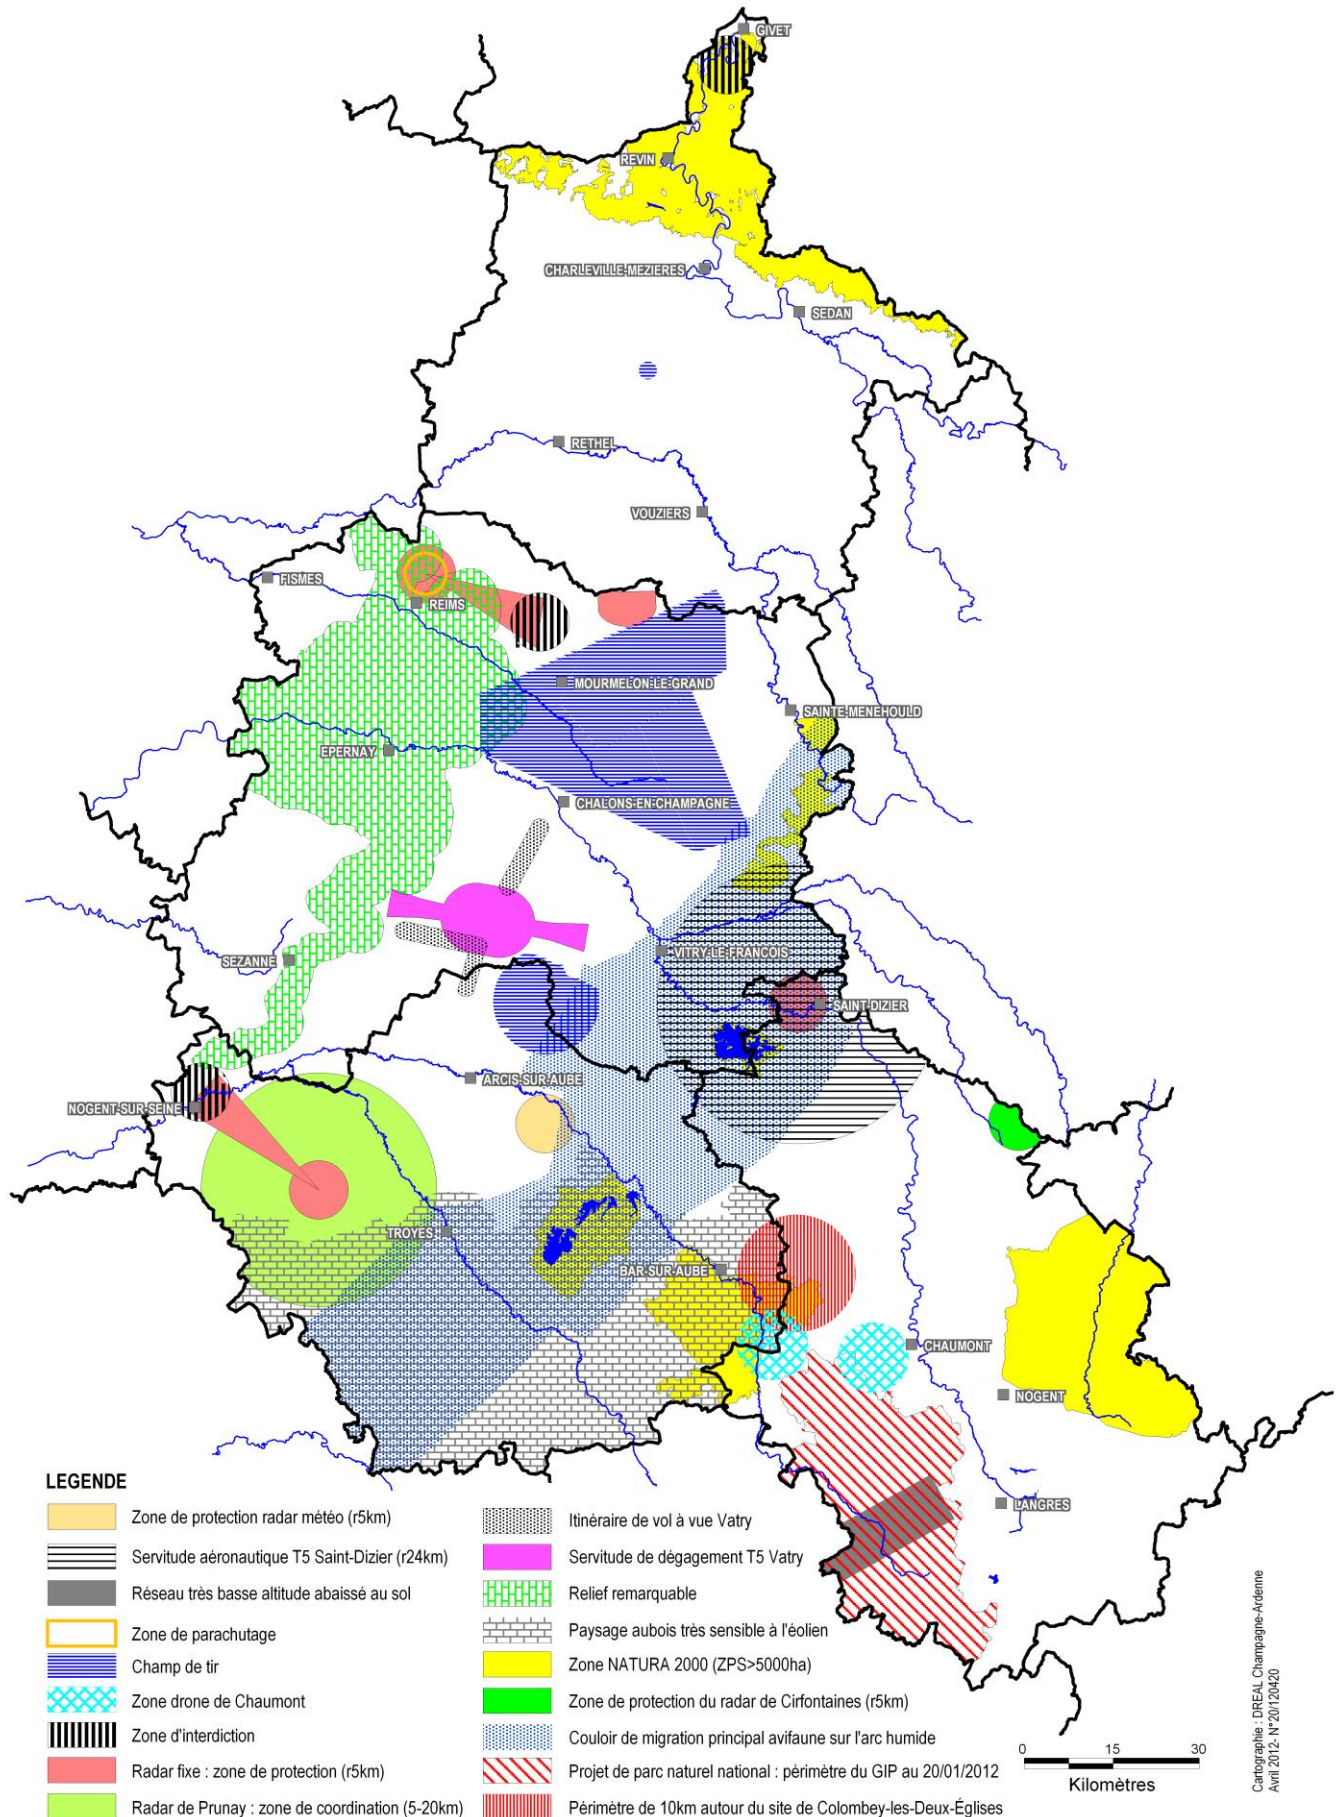 GIVET
REVIN
CHARLEVILLE-MEZIERES
SEDAN
RETHEL
VOUZIERS
FISMES
REIMS
MOURMELON-LE-GRAND
SAINTE-MENEHOULD
EPERNAY
CHALONS-EN-CHAMPAGNE
VITRY-LE-FRANCOIS
SEZANNE
SAINT-DIZIER
ARCIS-SUR-AUBE
NOGENT-SUR-SEINE
TROYES
BAR-SUR-AUBE
CHAUMONT
NOGENT
LANGRES
LEGENDE
Zone de protection radar météo (r5km)
Servitude aéronautique T5 Saint-Dizier (r24km)
Réseau très basse altitude abaissé au sol
Zone de parachutage
Champ de tir
Zone drone de Chaumont
Zone d'interdiction
Radar fixe : zone de protection (r5km)
Radar de Prunay : zone de coordination (5-20km)
Itinéraire de vol à vue Vatry
Servitude de dégagement T5 Vatry
Relief remarquable
Paysage aubois très sensible à l'éolien
Zone NATURA 2000 (ZPS>5000ha)
Zone de protection du radar de Cirfontaines (r5km)
Couloir de migration principal avifaune sur l'arc humide
Projet de parc naturel national : périmètre du GIP au 20/01/2012
Périmètre de 10km autour du site de Colombey-les-Deux-Églises
0 15 30
Kilomètres
Cartographie : DREAL Champagne-Ardenne
Avril 2012- N°20/120420